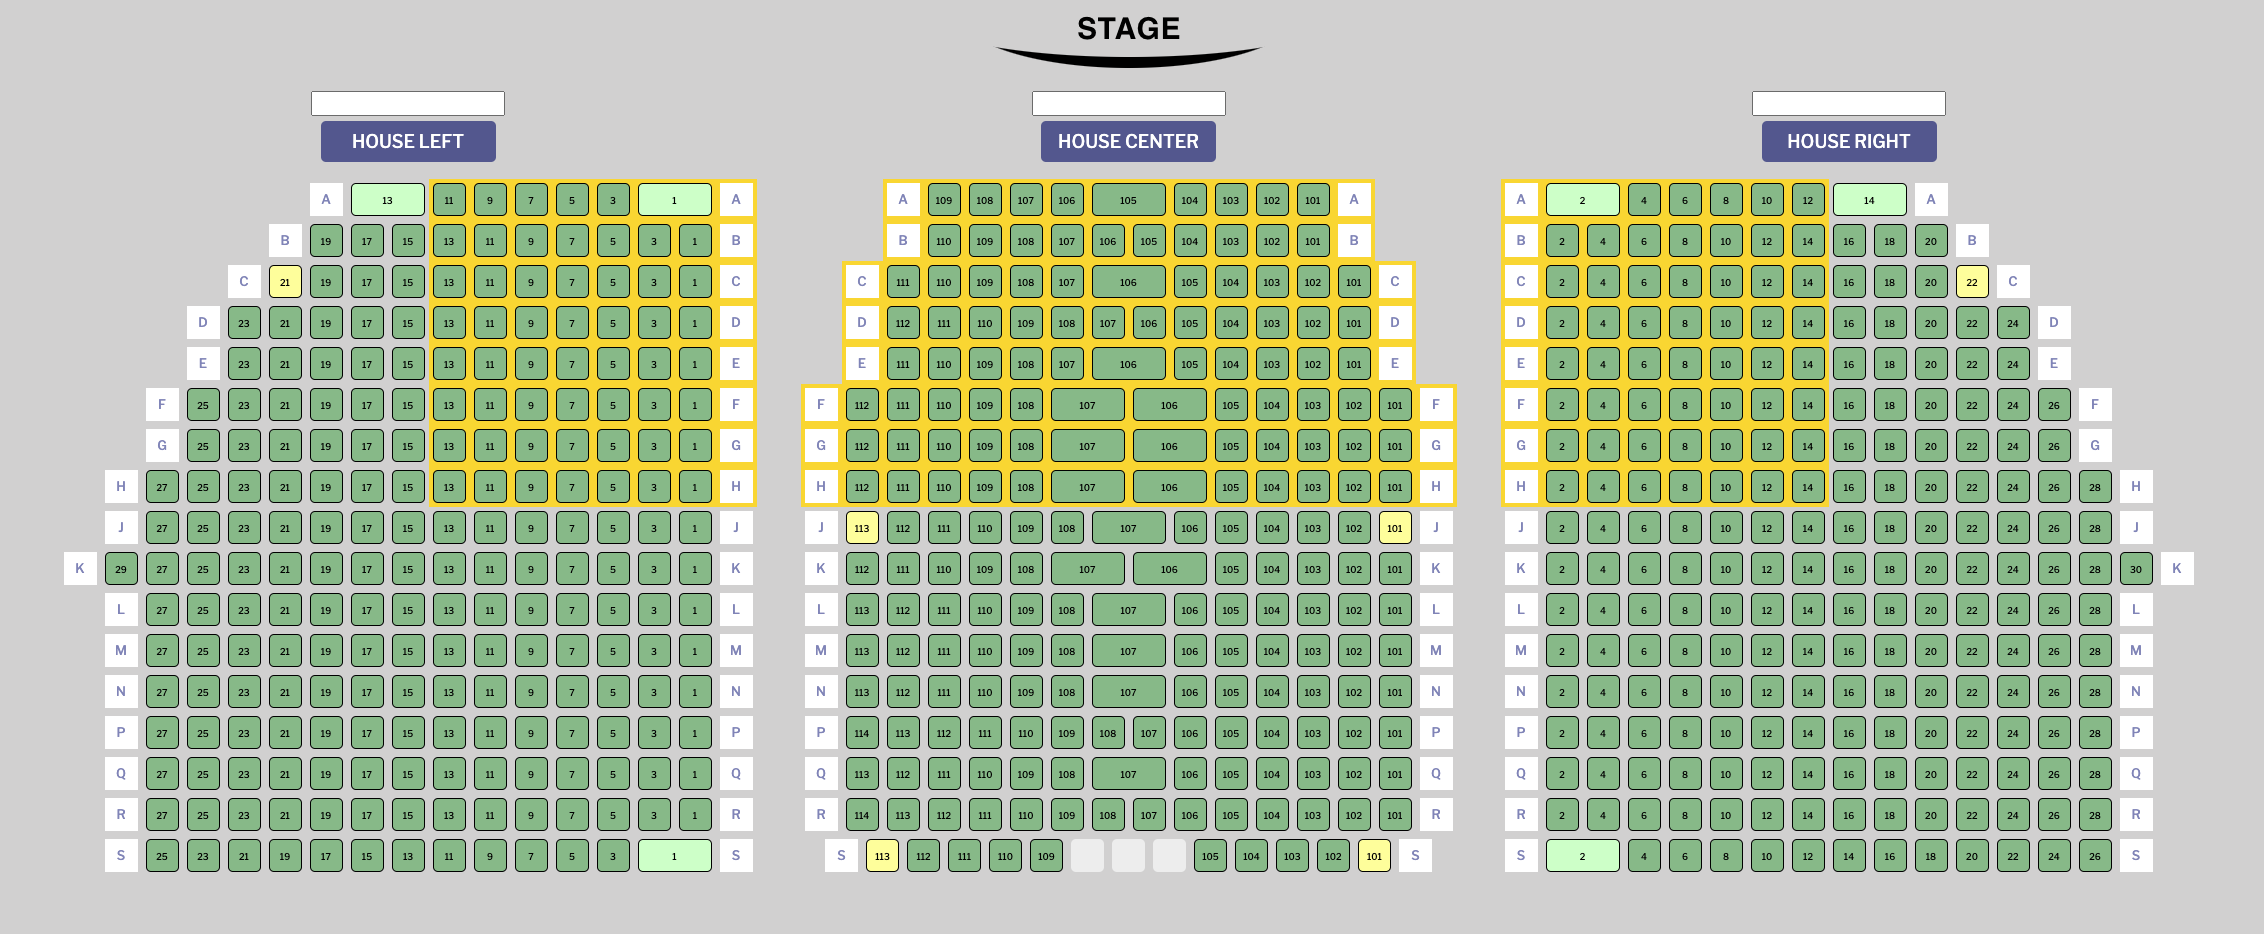 STAGE
HOUSE LEFT HOUSE CENTER HOUSE RIGHT
A 13 11 9 7 5 3 1 A A 109 108 107 106 105 104 103 102 101 A A 2 4 6 8 10 12 14 A
B 19 17 15 13 11 9 7 5 3 1 B B 110 109 108 107 106 105 104 103 102 101 B B 2 4 6 8 10 12 14 16 18 20 B
C 21 19 17 15 13 11 9 7 5 3 1 C C 111 110 109 108 107 106 105 104 103 102 101 C C 2 4 6 8 10 12 14 16 18 20 22 C
D 23 21 19 17 15 13 11 9 7 5 3 1 D D 112 111 110 109 108 107 106 105 104 103 102 101 D D 2 4 6 8 10 12 14 16 18 20 22 24 D
E 23 21 19 17 15 13 11 9 7 5 3 1 E E 111 110 109 108 107 106 105 104 103 102 101 E E 2 4 6 8 10 12 14 16 18 20 22 24 E
F 25 23 21 19 17 15 13 11 9 7 5 3 1 F F 112 111 110 109 108 107 106 105 104 103 102 101 F F 2 4 6 8 10 12 14 16 18 20 22 24 26 F
G 25 23 21 19 17 15 13 11 9 7 5 3 1 G G 112 111 110 109 108 107 106 105 104 103 102 101 G G 2 4 6 8 10 12 14 16 18 20 22 24 26 G
H 27 25 23 21 19 17 15 13 11 9 7 5 3 1 H H 112 111 110 109 108 107 106 105 104 103 102 101 H H 2 4 6 8 10 12 14 16 18 20 22 24 26 28 H
J 27 25 23 21 19 17 15 13 11 9 7 5 3 1 J J 113 112 111 110 109 108 107 106 105 104 103 102 101 J J 2 4 6 8 10 12 14 16 18 20 22 24 26 28 J
K 29 27 25 23 21 19 17 15 13 11 9 7 5 3 1 K K 112 111 110 109 108 107 106 105 104 103 102 101 K K 2 4 6 8 10 12 14 16 18 20 22 24 26 28 30 K
L 27 25 23 21 19 17 15 13 11 9 7 5 3 1 L L 113 112 111 110 109 108 107 106 105 104 103 102 101 L L 2 4 6 8 10 12 14 16 18 20 22 24 26 28 L
M 27 25 23 21 19 17 15 13 11 9 7 5 3 1 M M 113 112 111 110 109 108 107 106 105 104 103 102 101 M M 2 4 6 8 10 12 14 16 18 20 22 24 26 28 M
N 27 25 23 21 19 17 15 13 11 9 7 5 3 1 N N 113 112 111 110 109 108 107 106 105 104 103 102 101 N N 2 4 6 8 10 12 14 16 18 20 22 24 26 28 N
P 27 25 23 21 19 17 15 13 11 9 7 5 3 1 P P 114 113 112 111 110 109 108 107 106 105 104 103 102 101 P P 2 4 6 8 10 12 14 16 18 20 22 24 26 28 P
Q 27 25 23 21 19 17 15 13 11 9 7 5 3 1 Q Q 113 112 111 110 109 108 107 106 105 104 103 102 101 Q Q 2 4 6 8 10 12 14 16 18 20 22 24 26 28 Q
R 27 25 23 21 19 17 15 13 11 9 7 5 3 1 R R 114 113 112 111 110 109 108 107 106 105 104 103 102 101 R R 2 4 6 8 10 12 14 16 18 20 22 24 26 28 R
S 25 23 21 19 17 15 13 11 9 7 5 3 1 S S 113 112 111 110 109 105 104 103 102 101 S S 2 4 6 8 10 12 14 16 18 20 22 24 26 S